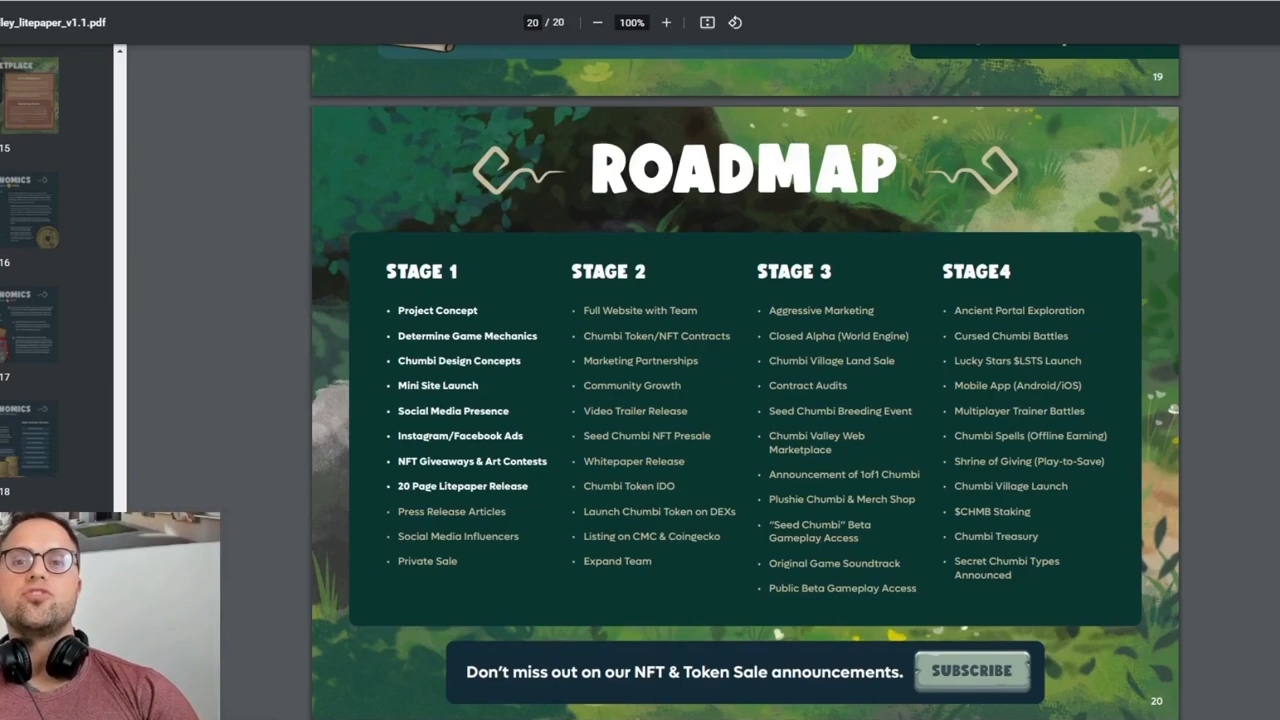 ley_litepaper_v1.1.pdf
20 / 20
100%
ETPLACE
15
NOMICS
16
NOMICS
17
NOMICS
18
19
ROADMAP
STAGE 1
• Project Concept
• Determine Game Mechanics
• Chumbi Design Concepts
• Mini Site Launch
• Social Media Presence
• Instagram/Facebook Ads
• NFT Giveaways & Art Contests
• 20 Page Litepaper Release
• Press Release Articles
• Social Media Influencers
• Private Sale
STAGE 2
• Full Website with Team
• Chumbi Token/NFT Contracts
• Marketing Partnerships
• Community Growth
• Video Trailer Release
• Seed Chumbi NFT Presale
• Whitepaper Release
• Chumbi Token IDO
• Launch Chumbi Token on DEXs
• Listing on CMC & Coingecko
• Expand Team
STAGE 3
• Aggressive Marketing
• Closed Alpha (World Engine)
• Chumbi Village Land Sale
• Contract Audits
• Seed Chumbi Breeding Event
• Chumbi Valley Web
Marketplace
• Announcement of 1of1 Chumbi
• Plushie Chumbi & Merch Shop
• “Seed Chumbi” Beta
Gameplay Access
• Original Game Soundtrack
• Public Beta Gameplay Access
STAGE4
• Ancient Portal Exploration
• Cursed Chumbi Battles
• Lucky Stars $LSTS Launch
• Mobile App (Android/iOS)
• Multiplayer Trainer Battles
• Chumbi Spells (Offline Earning)
• Shrine of Giving (Play-to-Save)
• Chumbi Village Launch
• $CHMB Staking
• Chumbi Treasury
• Secret Chumbi Types
Announced
Don’t miss out on our NFT & Token Sale announcements.
SUBSCRIBE
20